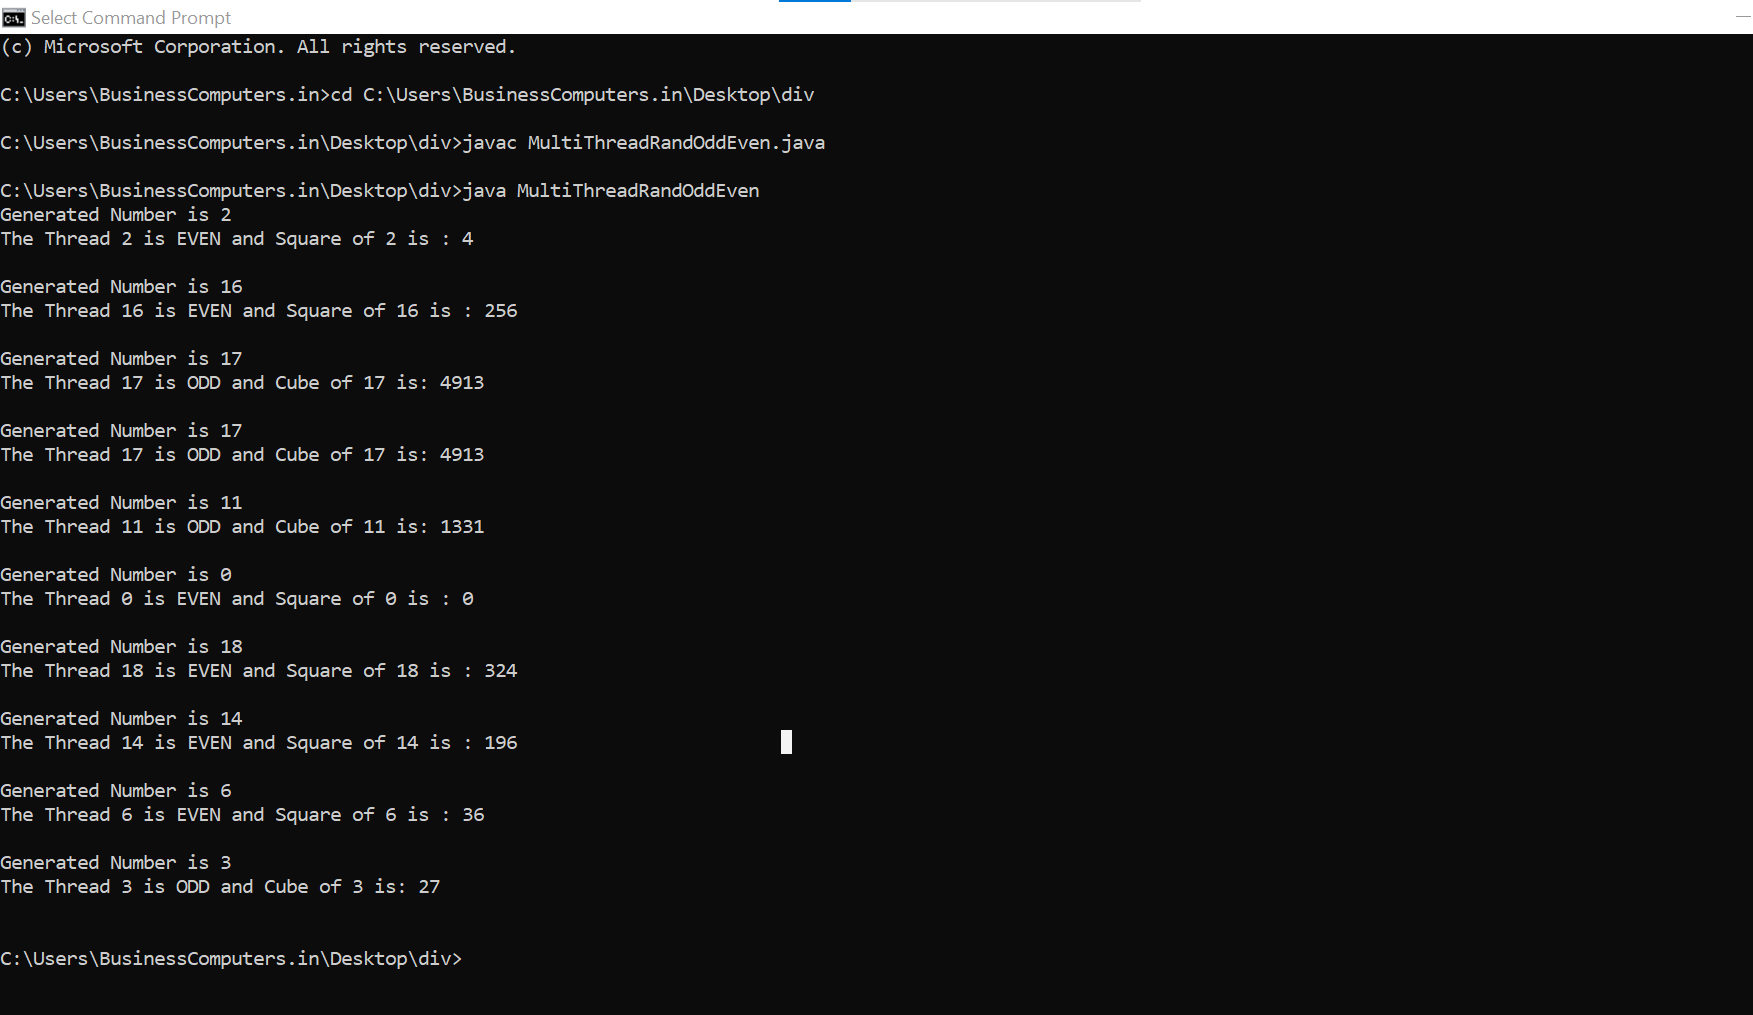 Select Command Prompt
(c) Microsoft Corporation. All rights reserved.
C:\Users\BusinessComputers.in>cd C:\Users\BusinessComputers.in\Desktop\div
C:\Users\BusinessComputers.in\Desktop\div>javac MultiThreadRandOddEven.java
C:\Users\BusinessComputers.in\Desktop\div>java MultiThreadRandOddEven
Generated Number is 2
The Thread 2 is EVEN and Square of 2 is : 4
Generated Number is 16
The Thread 16 is EVEN and Square of 16 is : 256
Generated Number is 17
The Thread 17 is ODD and Cube of 17 is: 4913
Generated Number is 17
The Thread 17 is ODD and Cube of 17 is: 4913
Generated Number is 11
The Thread 11 is ODD and Cube of 11 is: 1331
Generated Number is 0
The Thread 0 is EVEN and Square of 0 is : 0
Generated Number is 18
The Thread 18 is EVEN and Square of 18 is : 324
Generated Number is 14
The Thread 14 is EVEN and Square of 14 is : 196
Generated Number is 6
The Thread 6 is EVEN and Square of 6 is : 36
Generated Number is 3
The Thread 3 is ODD and Cube of 3 is: 27
C:\Users\BusinessComputers.in\Desktop\div>